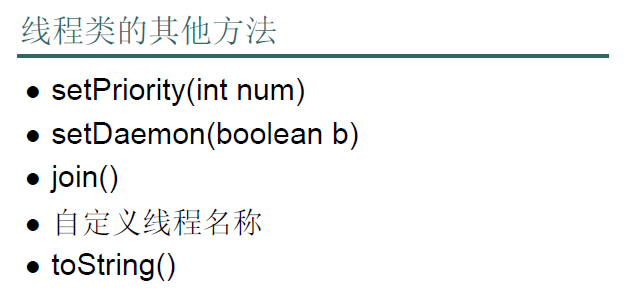 线程类的其他方法
● setPriority(int num)
● setDaemon(boolean b)
● join()
● 自定义线程名称
● toString()